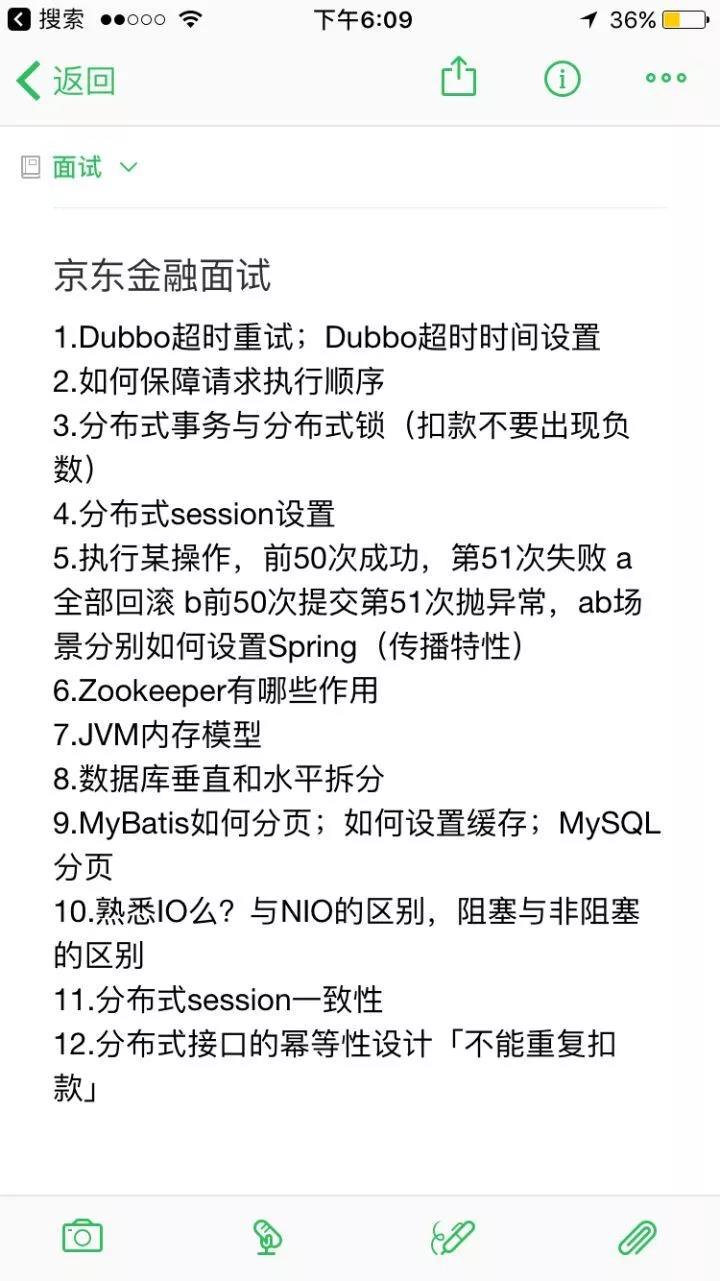 搜索 下午6:09 36%
返回
面试
京东金融面试
1.Dubbo超时重试；Dubbo超时时间设置
2.如何保障请求执行顺序
3.分布式事务与分布式锁（扣款不要出现负
数）
4.分布式session设置
5.执行某操作，前50次成功，第51次失败 a
全部回滚 b前50次提交第51次抛异常，ab场
景分别如何设置Spring（传播特性）
6.Zookeeper有哪些作用
7.JVM内存模型
8.数据库垂直和水平拆分
9.MyBatis如何分页；如何设置缓存；MySQL
分页
10.熟悉IO么？与NIO的区别，阻塞与非阻塞
的区别
11.分布式session一致性
12.分布式接口的幂等性设计「不能重复扣
款」